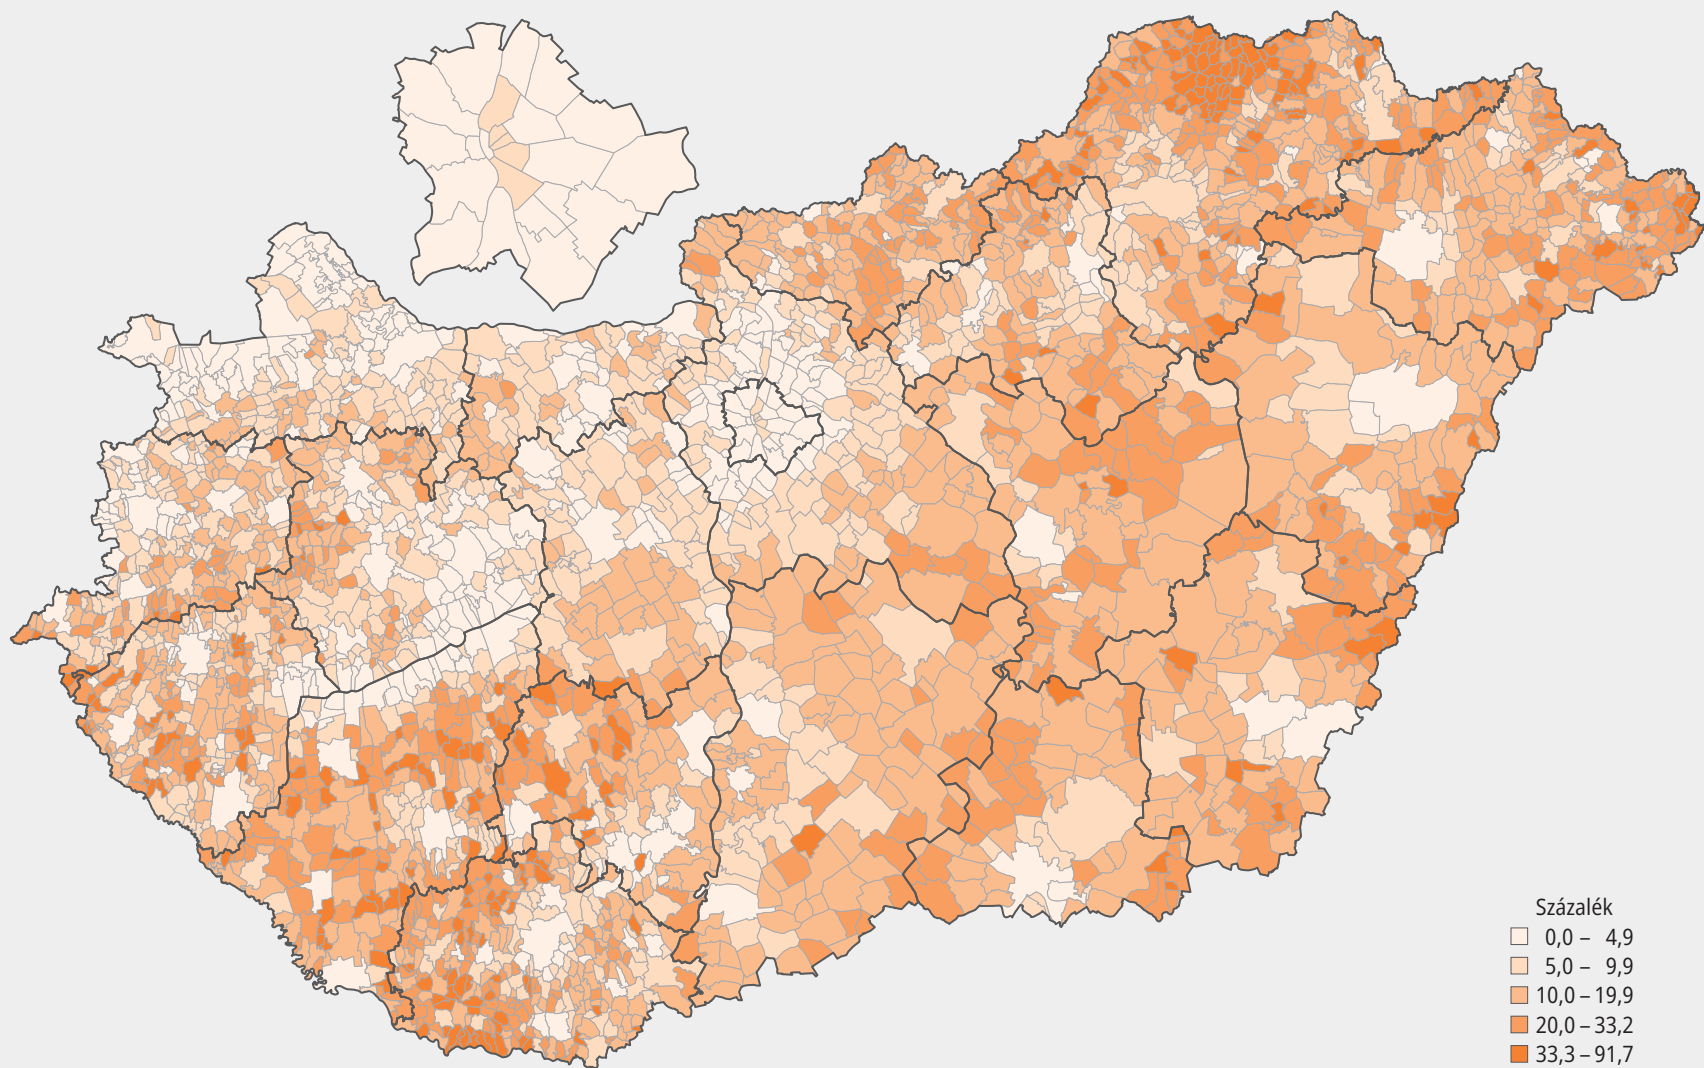 Százalék
0,0 – 4,9
5,0 – 9,9
10,0 – 19,9
20,0 – 33,2
33,3 – 91,7